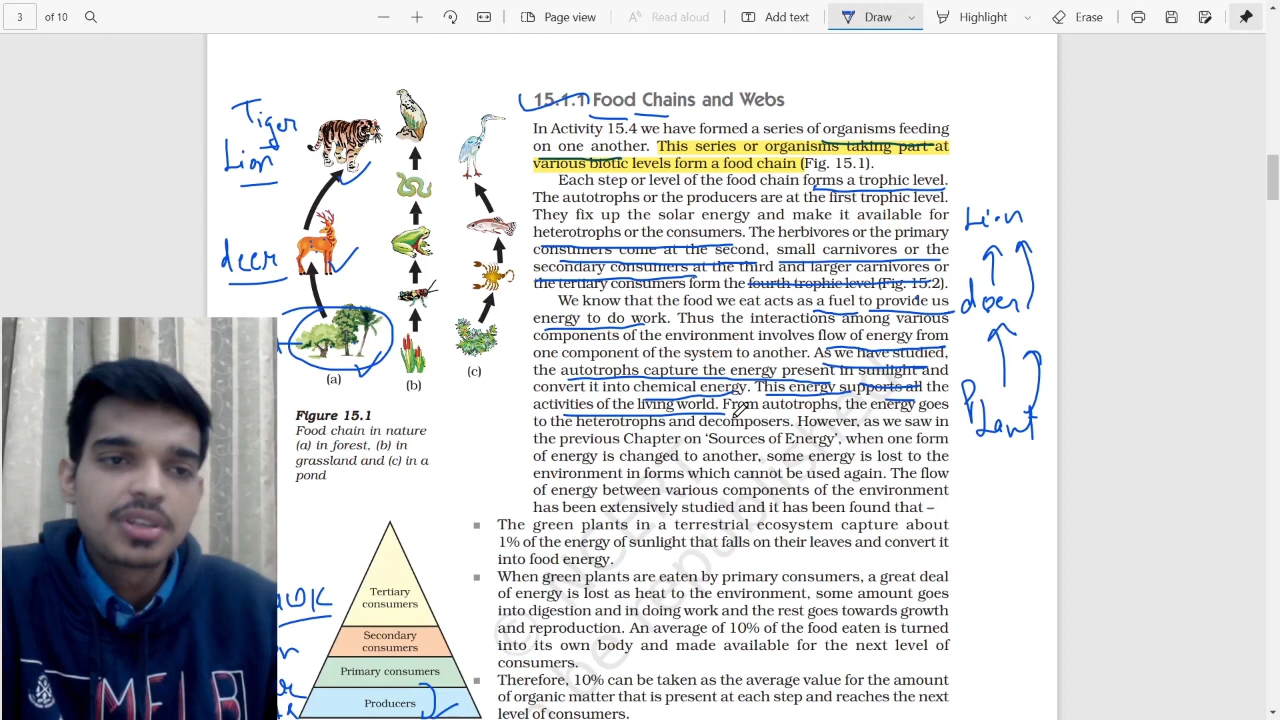 3 of 10
Page view
Read aloud
Add text
Draw
Highlight
Erase
15.1.1 Food Chains and Webs
In Activity 15.4 we have formed a series of organisms feeding
on one another. This series or organisms taking part at
various biotic levels form a food chain (Fig. 15.1).
Each step or level of the food chain forms a trophic level.
The autotrophs or the producers are at the first trophic level.
They fix up the solar energy and make it available for
heterotrophs or the consumers. The herbivores or the primary
consumers come at the second, small carnivores or the
secondary consumers at the third and larger carnivores or
the tertiary consumers form the fourth trophic level (Fig. 15.2).
We know that the food we eat acts as a fuel to provide us
energy to do work. Thus the interactions among various
components of the environment involves flow of energy from
one component of the system to another. As we have studied,
the autotrophs capture the energy present in sunlight and
convert it into chemical energy. This energy supports all the
activities of the living world. From autotrophs, the energy goes
to the heterotrophs and decomposers. However, as we saw in
the previous Chapter on ‘Sources of Energy’, when one form
of energy is changed to another, some energy is lost to the
environment in forms which cannot be used again. The flow
of energy between various components of the environment
has been extensively studied and it has been found that –
The green plants in a terrestrial ecosystem capture about
1% of the energy of sunlight that falls on their leaves and convert it
into food energy.
When green plants are eaten by primary consumers, a great deal
of energy is lost as heat to the environment, some amount goes
into digestion and in doing work and the rest goes towards growth
and reproduction. An average of 10% of the food eaten is turned
into its own body and made available for the next level of
consumers.
Therefore, 10% can be taken as the average value for the amount
of organic matter that is present at each step and reaches the next
level of consumers.
Tiger
Lion
deer
(a)
(b)
(c)
Figure 15.1
Food chain in nature
(a) in forest, (b) in
grassland and (c) in a
pond
Tertiary
consumers
Secondary
consumers
Primary consumers
Producers
Lion
deer
Plant
© NCERT
be republished
MELB